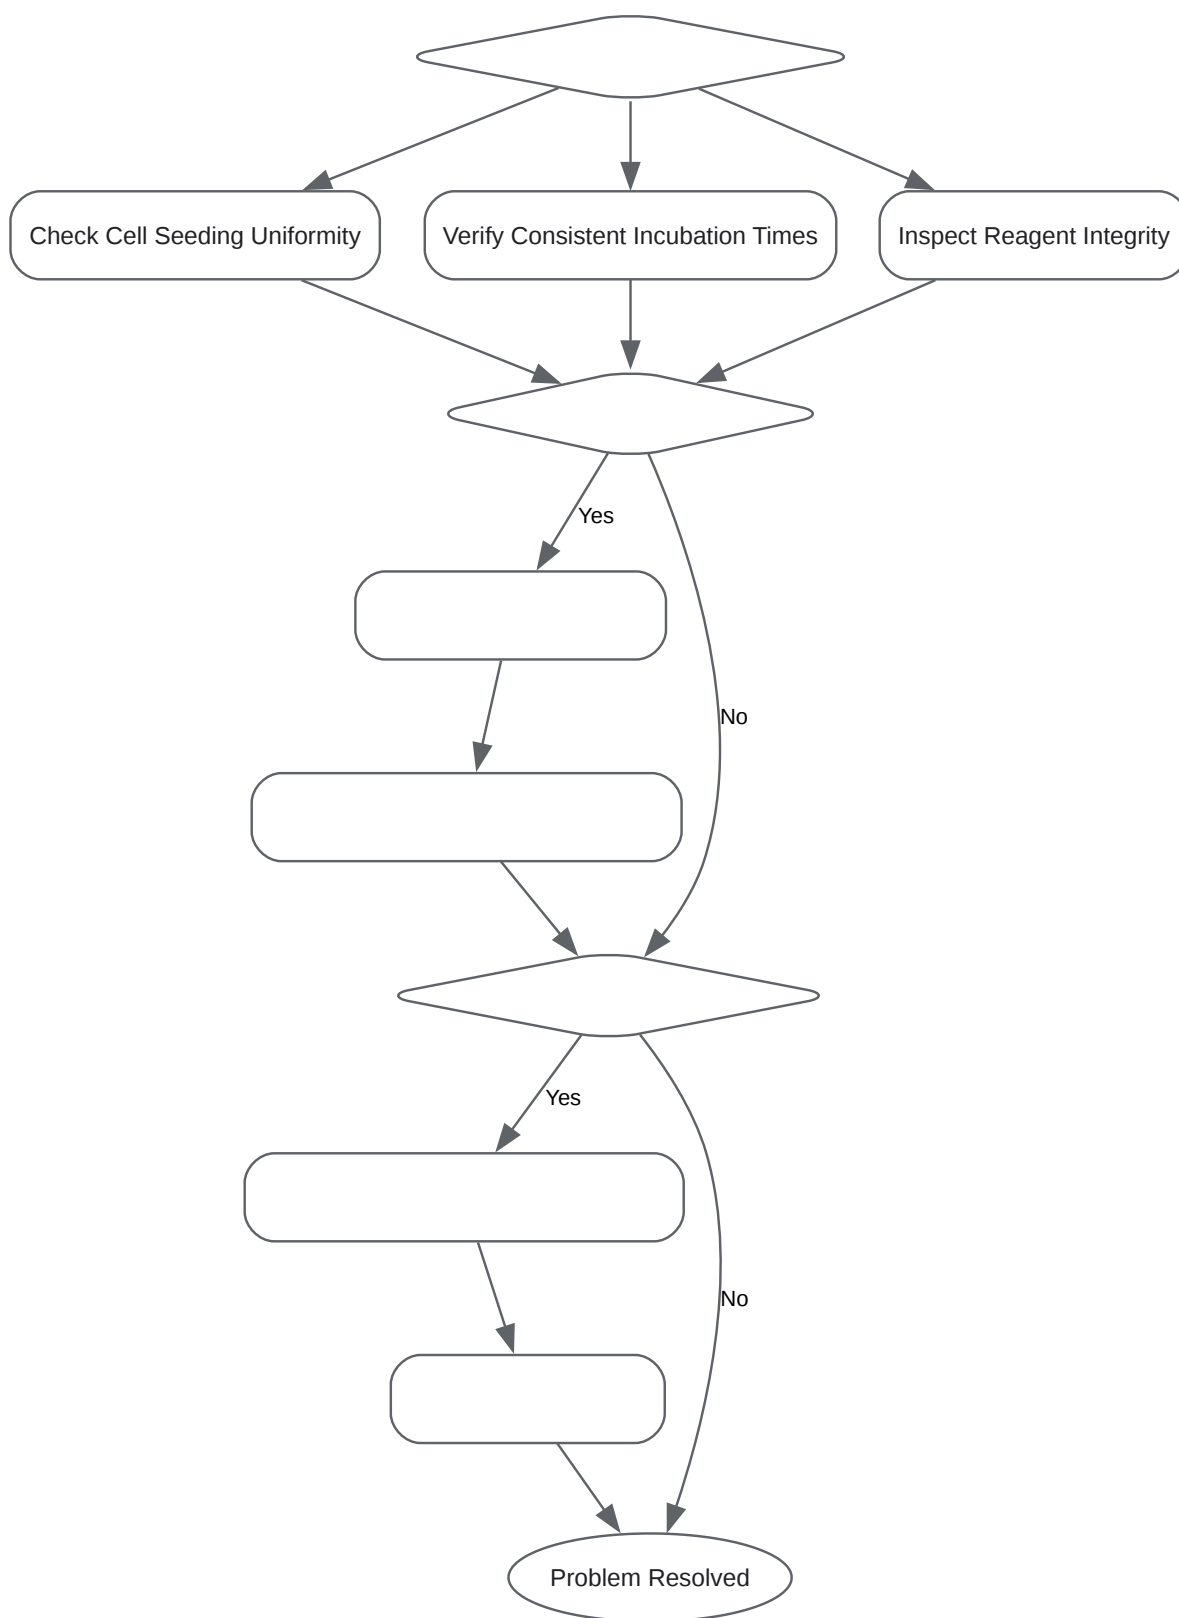 Check Cell Seeding Uniformity
Verify Consistent Incubation Times
Inspect Reagent Integrity
Yes
No
Yes
No
Problem Resolved